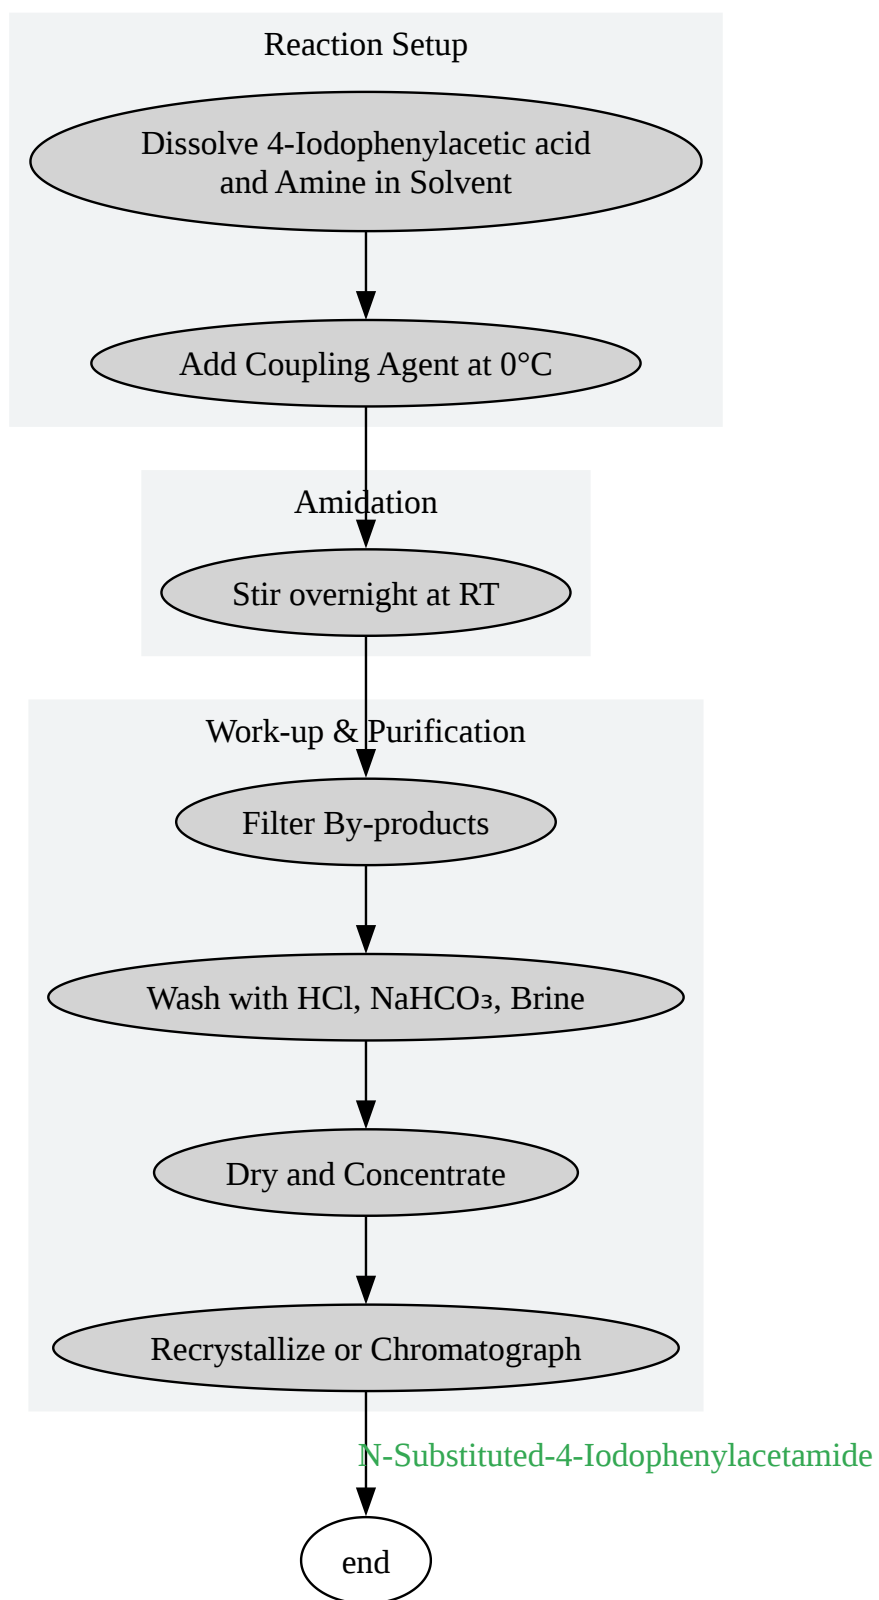 Reaction Setup
Dissolve 4-Iodophenylacetic acid
and Amine in Solvent
Add Coupling Agent at 0°C
Amidation
Stir overnight at RT
Work-up & Purification
Filter By-products
Wash with HCl, NaHCO₃, Brine
Dry and Concentrate
Recrystallize or Chromatograph
N-Substituted-4-Iodophenylacetamide
end